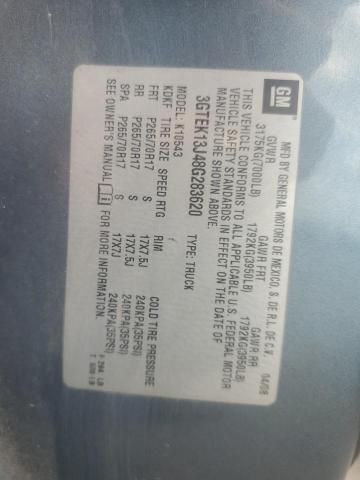 GM
MFD BY GENERAL MOTORS DE MEXICO, S. DE R.L. DE C.V.
04/08
GVWR GAWR FRT GAWR RR
3175KG(7000LB) 1792KG(3950LB) 1792KG(3950LB)
THIS VEHICLE CONFORMS TO ALL APPLICABLE U.S. FEDERAL MOTOR
VEHICLE SAFETY STANDARDS IN EFFECT ON THE DATE OF
MANUFACTURE SHOWN ABOVE.
3GTEK13J48G283620 TYPE: TRUCK
MODEL: K10543
KDKF TIRE SIZE SPEED RTG RIM COLD TIRE PRESSURE
FRT P265/70R17 S 17X7.5J 240KPA(35PSI)
RR P265/70R17 S 17X7.5J 240KPA(35PSI)
SPA P265/70R17 S 17X7J 240KPA(35PSI)
SEE OWNER'S MANUAL i FOR MORE INFORMATION.